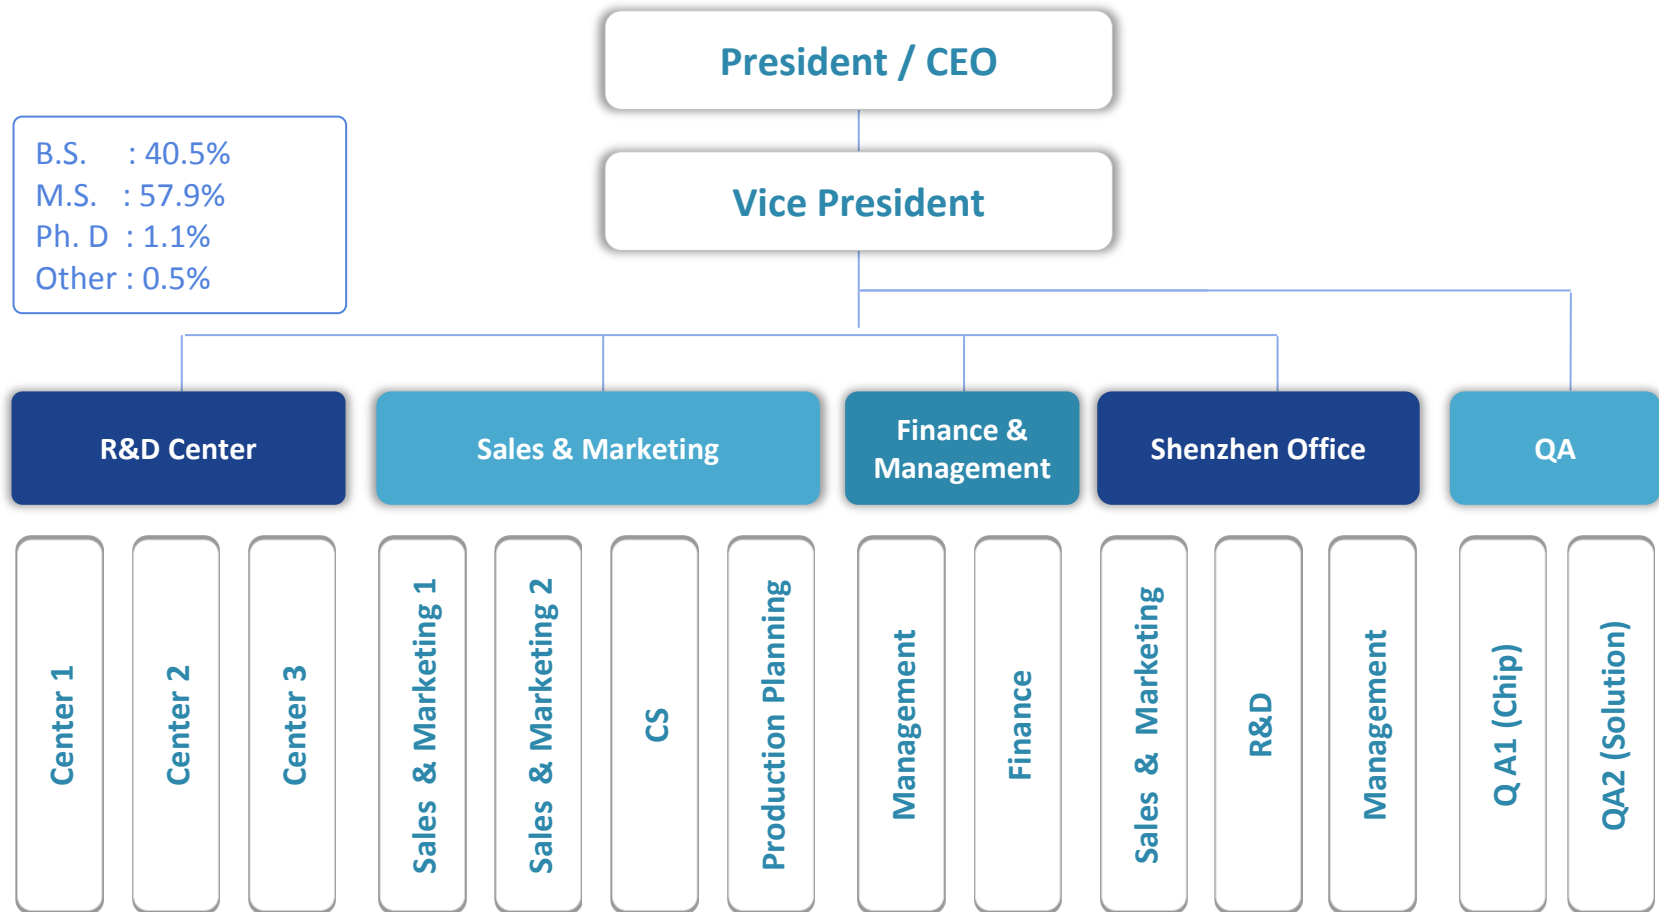 President / CEO
B.S. : 40.5%
M.S. : 57.9%
Ph. D : 1.1%
Other : 0.5%
Vice President
R&D Center
Sales & Marketing
Finance &
Management
Shenzhen Office
QA
Center 1
Center 2
Center 3
Sales & Marketing 1
Sales & Marketing 2
CS
Production Planning
Management
Finance
Sales & Marketing
R&D
Management
Q A1 (Chip)
QA2 (Solution)